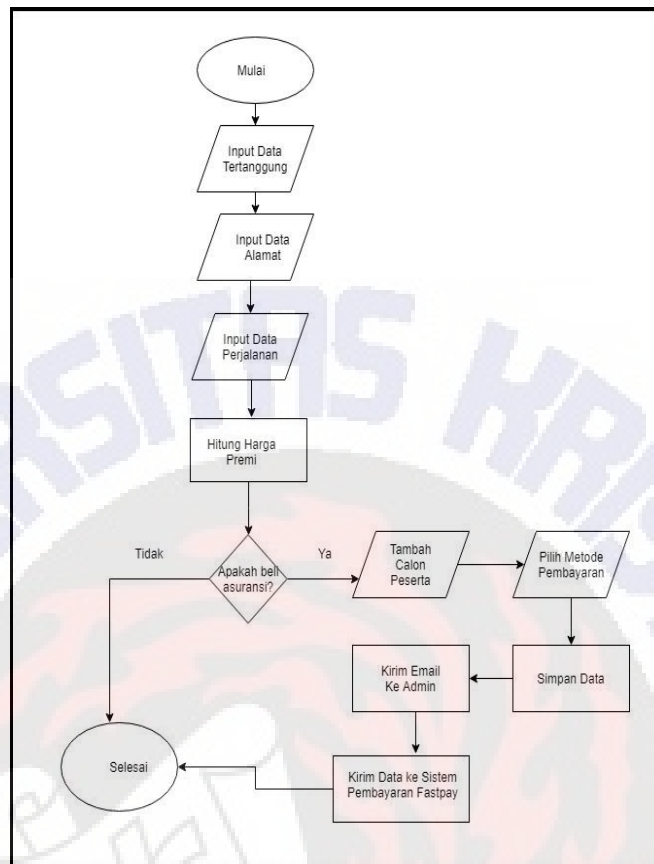 Mulai
Input Data
Tertanggung
Input Data
Alamat
Input Data
Perjalanan
Hitung Harga
Premi
Tidak
Apakah beli
asuransi?
Ya
Tambah
Calon
Peserta
Pilih Metode
Pembayaran
Kirim Email
Ke Admin
Simpan Data
Selesai
Kirim Data ke Sistem
Pembayaran Fastpay